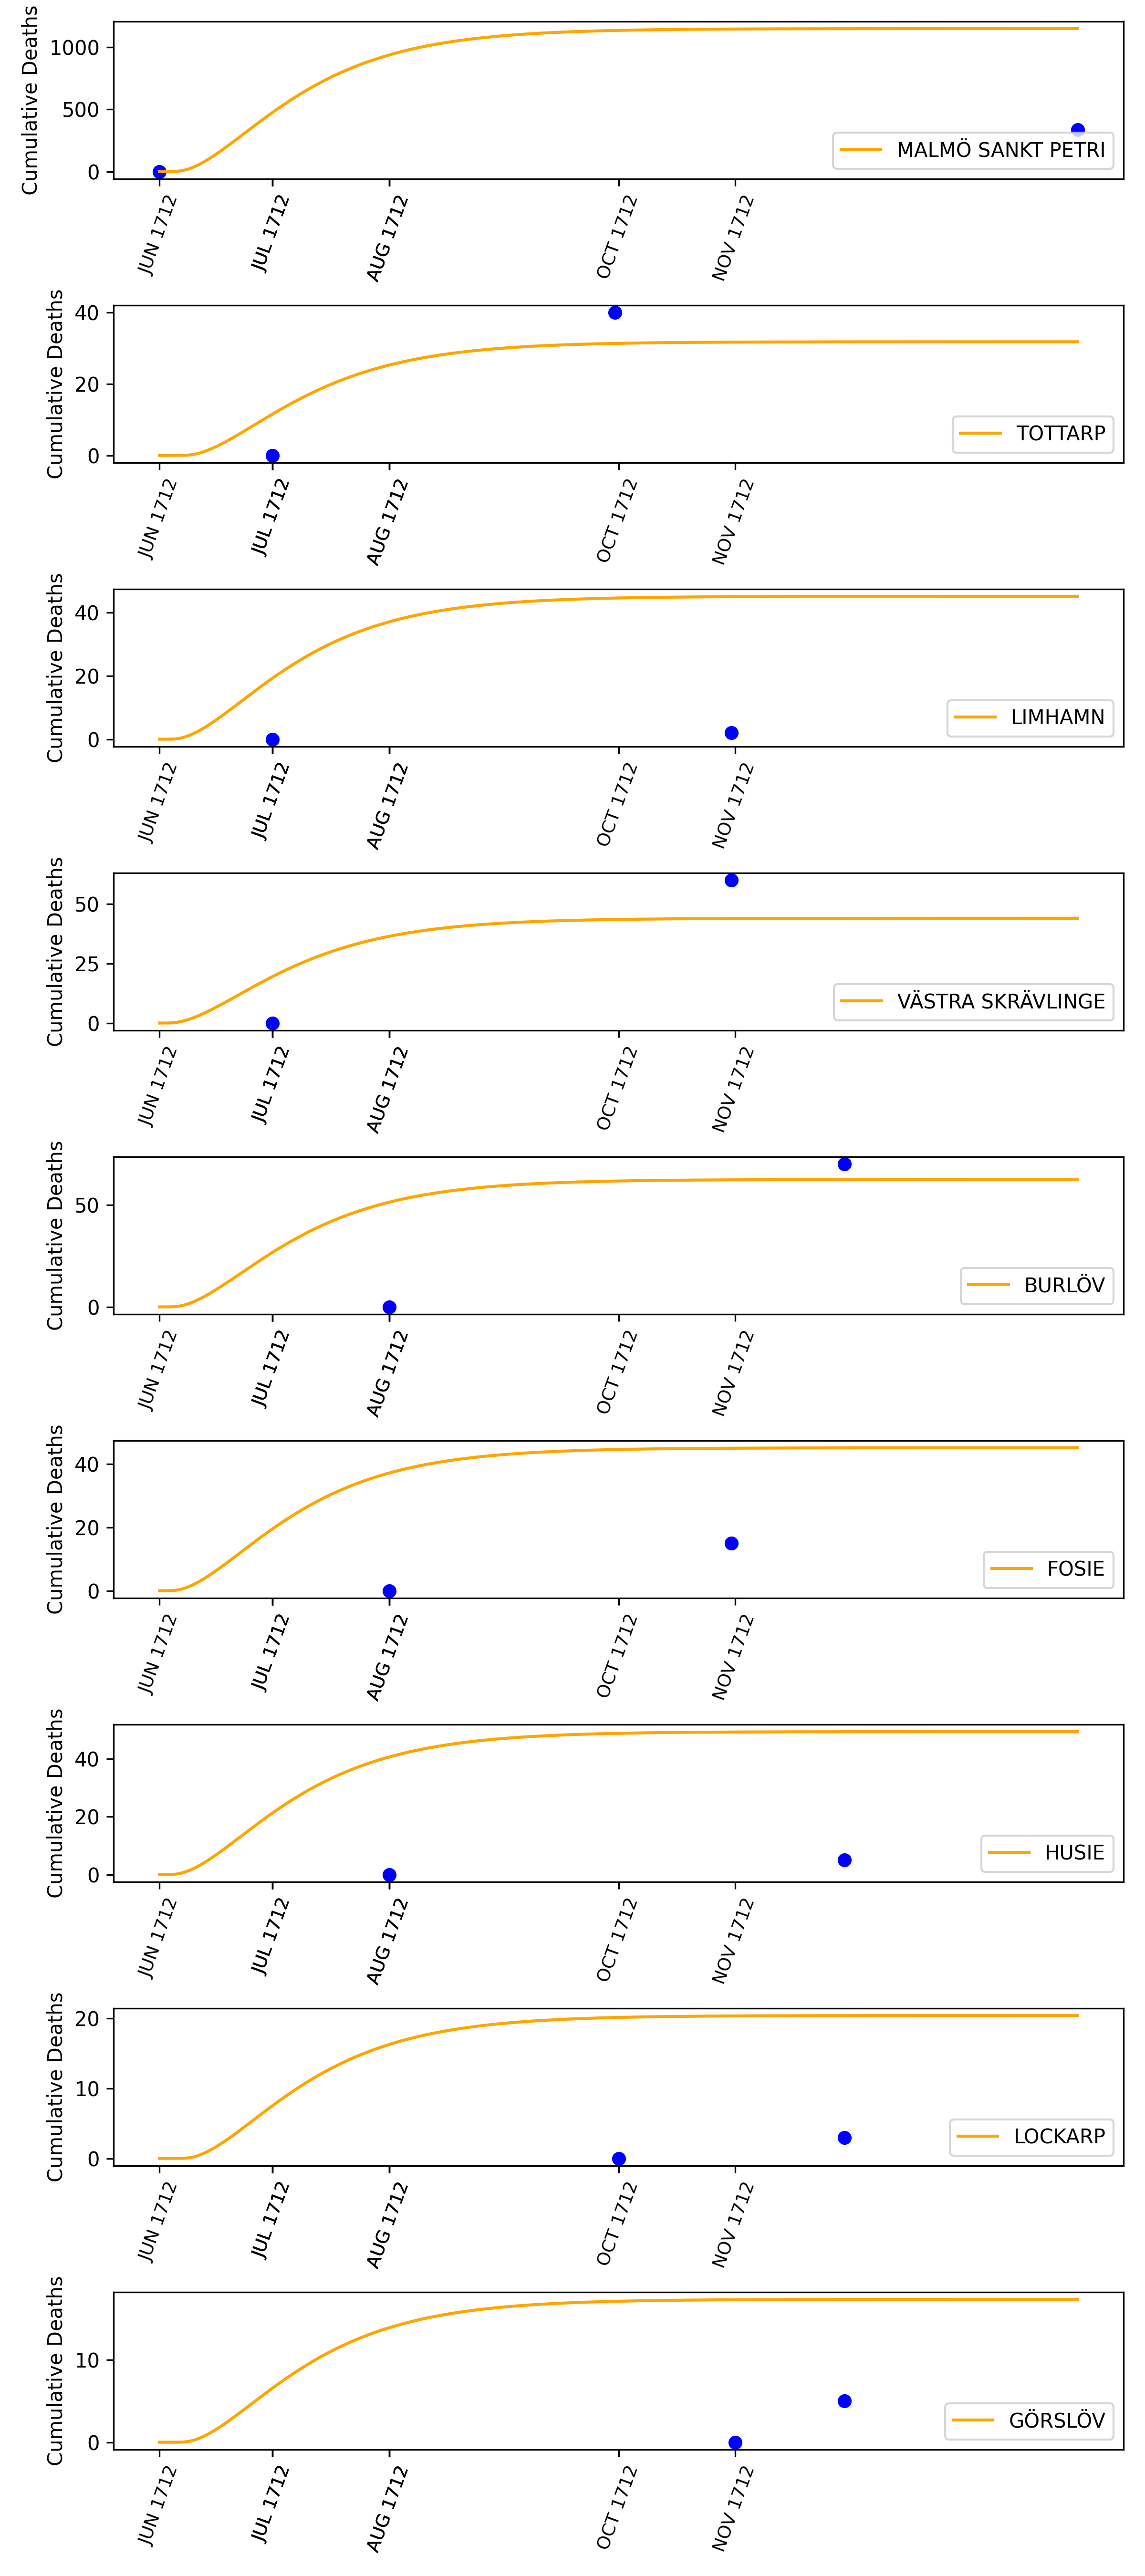 Cumulative Deaths
1000
500
0
MALMÖ SANKT PETRI
JUN 1712
JUL 1712
AUG 1712
OCT 1712
NOV 1712
Cumulative Deaths
40
20
0
TOTTARP
JUN 1712
JUL 1712
AUG 1712
OCT 1712
NOV 1712
Cumulative Deaths
40
20
0
LIMHAMN
JUN 1712
JUL 1712
AUG 1712
OCT 1712
NOV 1712
Cumulative Deaths
50
25
0
VÄSTRA SKRÄVLINGE
JUN 1712
JUL 1712
AUG 1712
OCT 1712
NOV 1712
Cumulative Deaths
50
0
BURLÖV
JUN 1712
JUL 1712
AUG 1712
OCT 1712
NOV 1712
Cumulative Deaths
40
20
0
FOSIE
JUN 1712
JUL 1712
AUG 1712
OCT 1712
NOV 1712
Cumulative Deaths
40
20
0
HUSIE
JUN 1712
JUL 1712
AUG 1712
OCT 1712
NOV 1712
Cumulative Deaths
20
10
0
LOCKARP
JUN 1712
JUL 1712
AUG 1712
OCT 1712
NOV 1712
Cumulative Deaths
10
0
GÖRSLÖV
JUN 1712
JUL 1712
AUG 1712
OCT 1712
NOV 1712